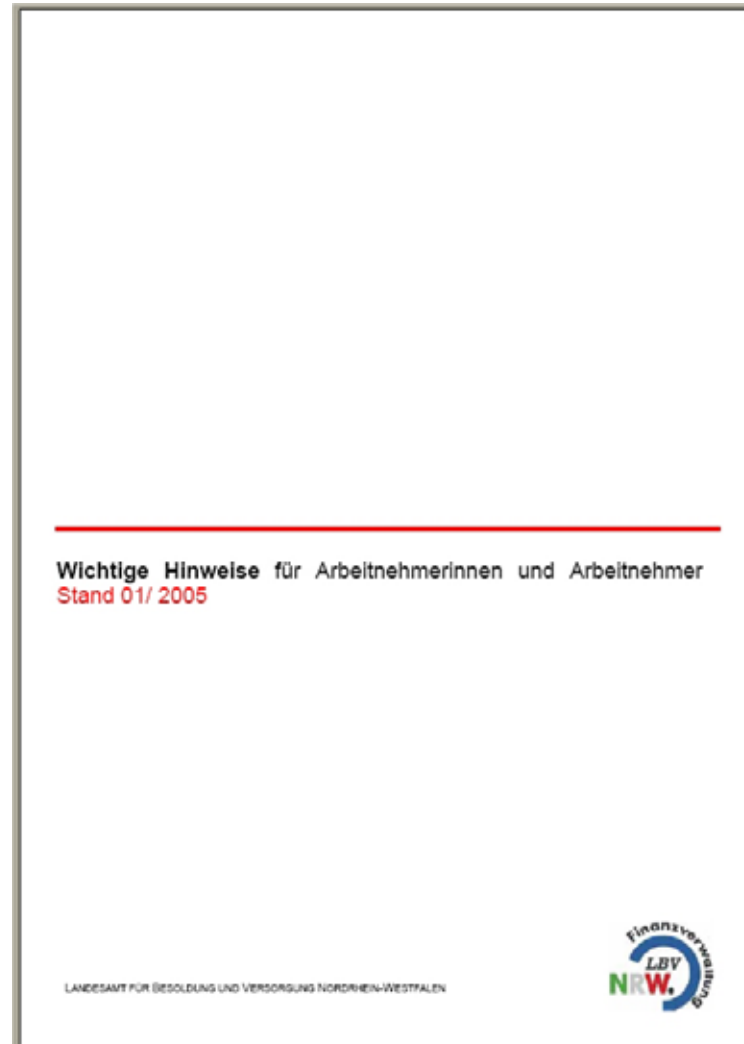 Wichtige Hinweise für Arbeitnehmerinnen und Arbeitnehmer
Stand 01/ 2005
LANDESAMT FÜR BESOLDUNG UND VERSORGUNG NORDRHEIN-WESTFALEN
Finanzverwaltung
LBV
NRW.